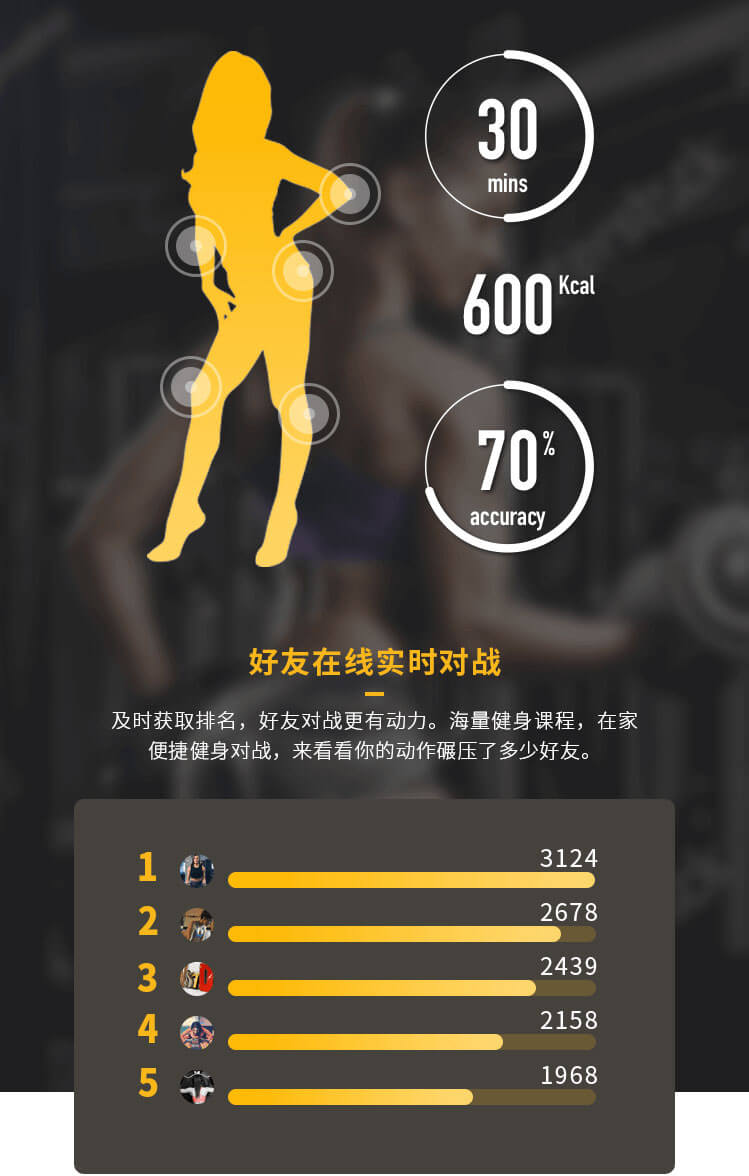 30
mins
600 Kcal
70%
accuracy
好友在线实时对战
及时获取排名，好友对战更有动力。海量健身课程，在家
便捷健身对战，来看看你的动作碾压了多少好友。
1 3124
2 2678
3 2439
4 2158
5 1968